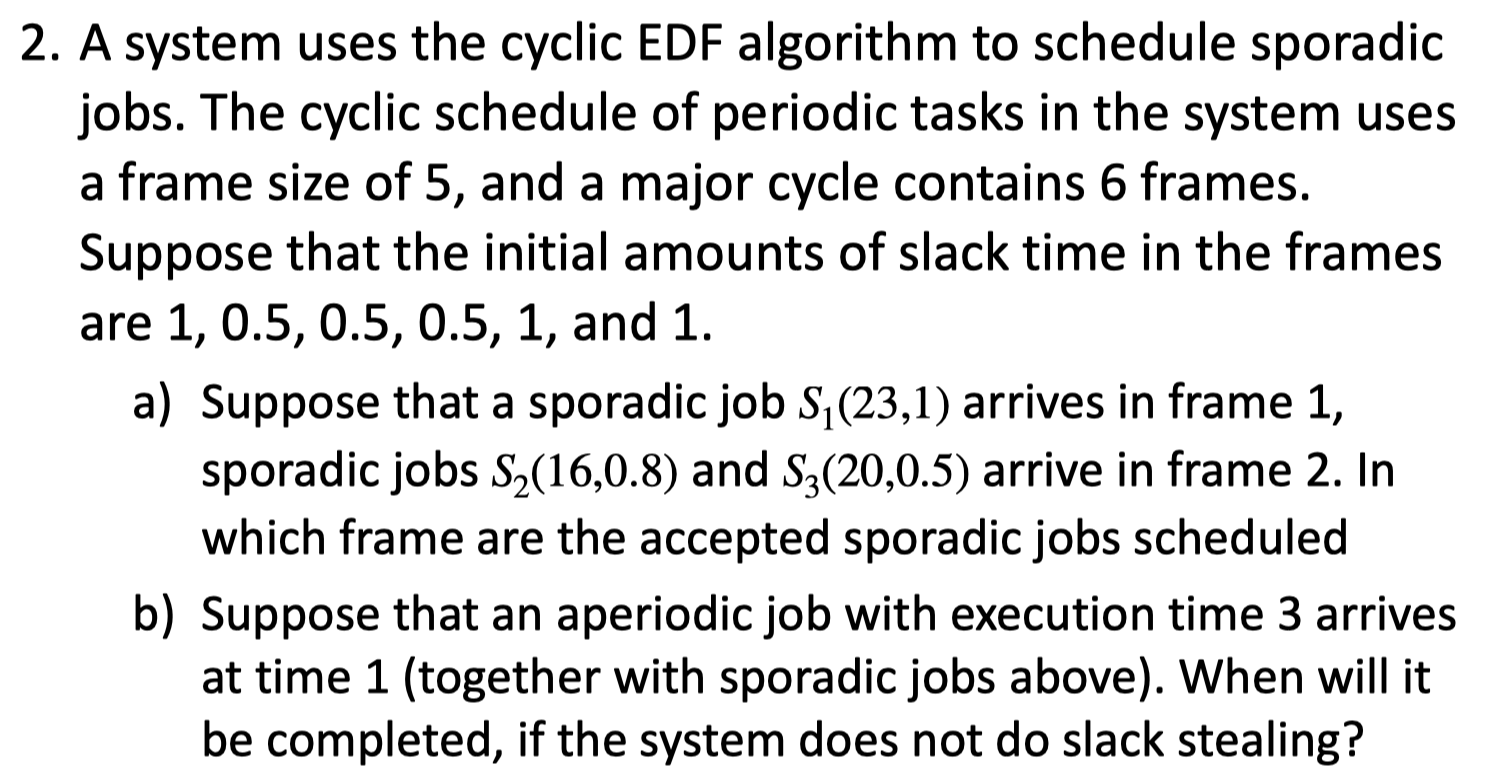 2. A system uses the cyclic EDF algorithm to schedule sporadic
jobs. The cyclic schedule of periodic tasks in the system uses
a frame size of 5, and a major cycle contains 6 frames.
Suppose that the initial amounts of slack time in the frames
are 1, 0.5, 0.5, 0.5, 1, and 1.
a) Suppose that a sporadic job S₁(23,1) arrives in frame 1,
sporadic jobs S₂(16,0.8) and S₃(20,0.5) arrive in frame 2. In
which frame are the accepted sporadic jobs scheduled
b) Suppose that an aperiodic job with execution time 3 arrives
at time 1 (together with sporadic jobs above). When will it
be completed, if the system does not do slack stealing?